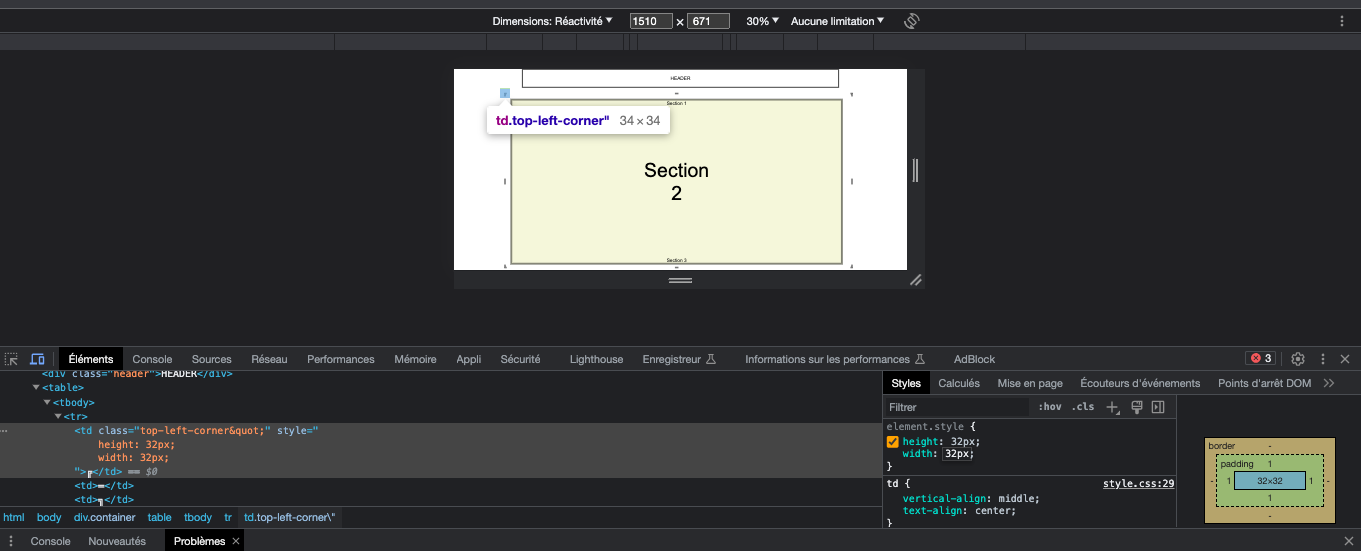 Dimensions: Réactivité ▼ 1510 × 671 30% ▼ Aucune limitation ▼
HEADER
Section 1
td.top-left-corner" 34 × 34
Section
2
Section 3
Éléments Console Sources Réseau Performances Mémoire Appli Sécurité Lighthouse Enregistreur Informations sur les performances AdBlock 3
<div class="header">HEADER</div>
▼<table>
▼<tbody>
▼<tr>
<td class="top-left-corner&quot;" style="
height: 32px;
width: 32px;
">╔</td> == $0
<td>═</td>
<td>╗</td>
html body div.container table tbody tr td.top-left-corner\"
Styles Calculés Mise en page Écouteurs d'événements Points d'arrêt DOM
Filtrer :hov .cls
element.style {
height: 32px;
width: 32px;
}
td { style.css:29
vertical-align: middle;
text-align: center;
}
border -
padding 1
- 1 32×32 1 -
1
-
Console Nouveautés Problèmes ×